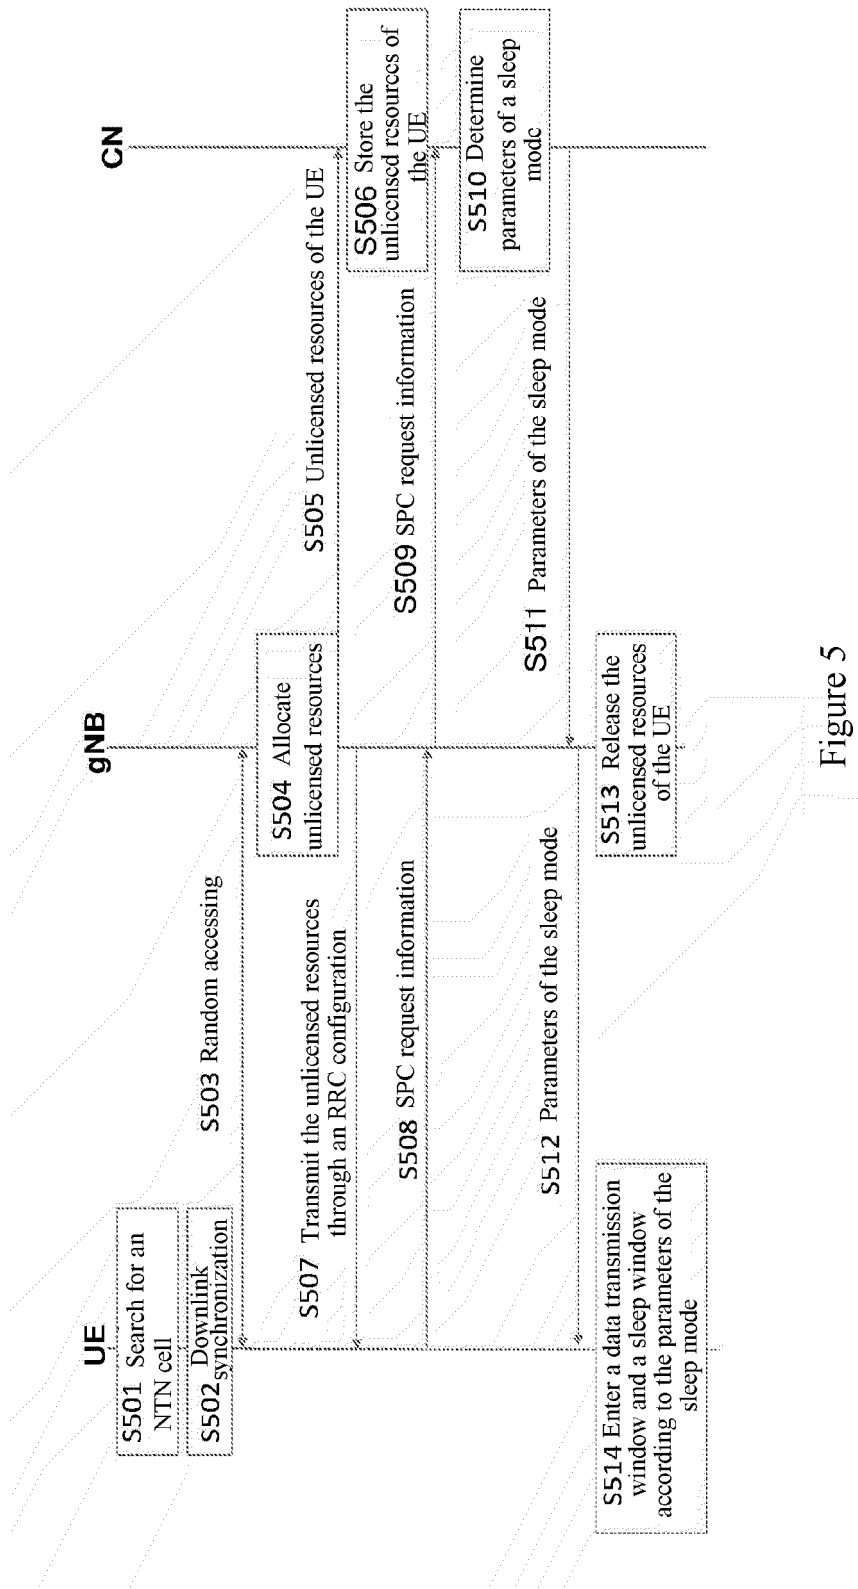 UE
gNB
CN
S501 Search for an
NTN cell
S502 Downlink
synchronization
S503 Random accessing
S504 Allocate
unlicensed resources
S505 Unlicensed resources of the UE
S506 Store the
unlicensed resources of
the UE
S507 Transmit the unlicensed resources
through an RRC configuration
S508 SPC request information
S509 SPC request information
S510 Determine
parameters of a sleep
mode
S511 Parameters of the sleep mode
S512 Parameters of the sleep mode
S513 Release the
unlicensed resources
of the UE
S514 Enter a data transmission
window and a sleep window
according to the parameters of the
sleep mode
Figure 5